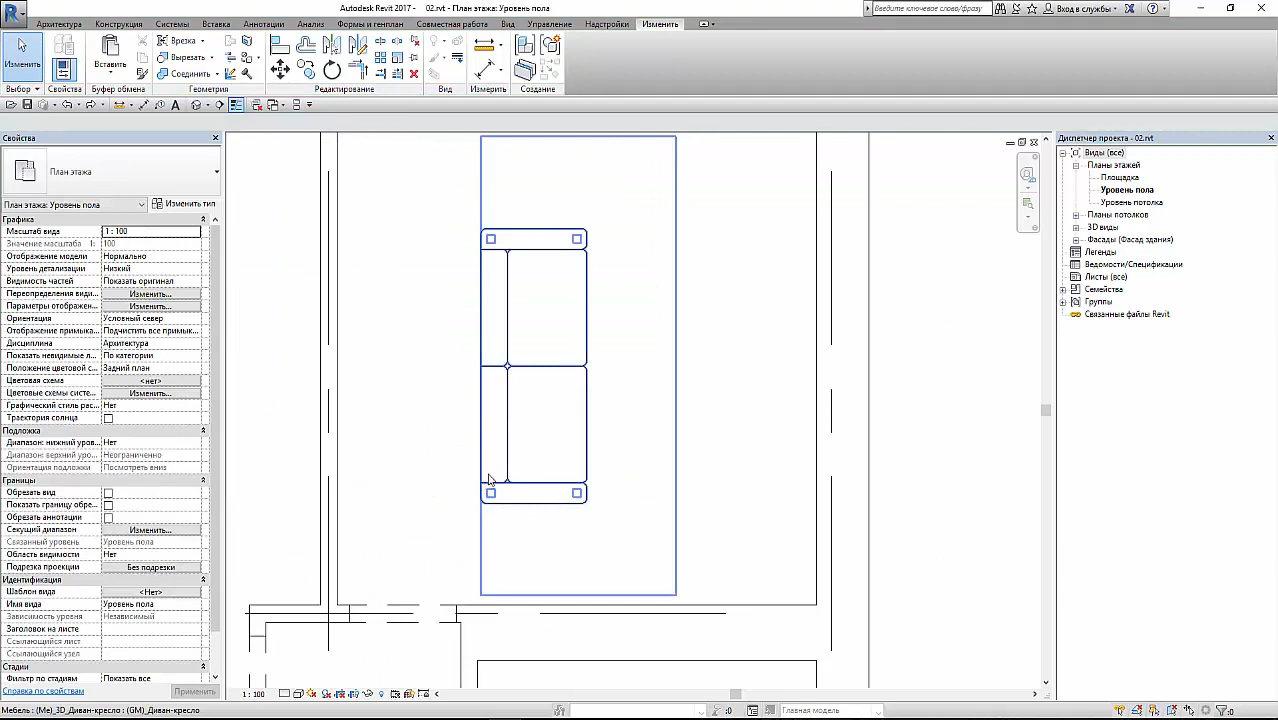 Autodesk Revit 2017 - 02.rvt - План этажа: Уровень пола
Введите ключевое слово/фразу
Вход в службы
Архитектура Конструкция Системы Вставка Аннотации Анализ Формы и генплан Совместная работа Вид Управление Надстройки Изменить
Изменить
Вставить
Врезка
Вырезать
Соединить
Выбор
Свойства
Буфер обмена
Геометрия
Редактирование
Вид
Измерить
Создание
Свойства
План этажа
План этажа: Уровень пола
Изменить тип
Графика
Масштаб вида 1 : 100
Значение масштаба 1: 100
Отображение модели Нормально
Уровень детализации Низкий
Видимость частей Показать оригинал
Переопределения види... Изменить...
Параметры отображен... Изменить...
Ориентация Условный север
Отображение примыка... Подчистить все примык...
Дисциплина Архитектура
Показать невидимые л... По категории
Положение цветовой с... Задний план
Цветовая схема <нет>
Цветовые схемы систе... Изменить...
Графический стиль рас... Нет
Траектория солнца
Подложка
Диапазон: нижний уров... Нет
Диапазон: верхний уро... Неограниченно
Ориентация подложки Посмотреть вниз
Границы
Обрезать вид
Показать границу обре...
Обрезать аннотации
Секущий диапазон Изменить...
Связанный уровень Уровень пола
Область видимости Нет
Подрезка проекции Без подрезки
Идентификация
Шаблон вида <Нет>
Имя вида Уровень пола
Зависимость уровня Независимый
Заголовок на листе
Ссылающийся лист
Ссылающийся узел
Стадии
Фильтр по стадиям Показать все
Справка по свойствам
Применить
Диспетчер проекта - 02.rvt
Виды (все)
Планы этажей
Площадка
Уровень пола
Уровень потолка
Планы потолков
3D виды
Фасады (Фасад здания)
Легенды
Ведомости/Спецификации
Листы (все)
Семейства
Группы
Связанные файлы Revit
1 : 100
Мебель : (Me)_3D_Диван-кресло : (GM)_Диван-кресло
:0
Главная модель
:0